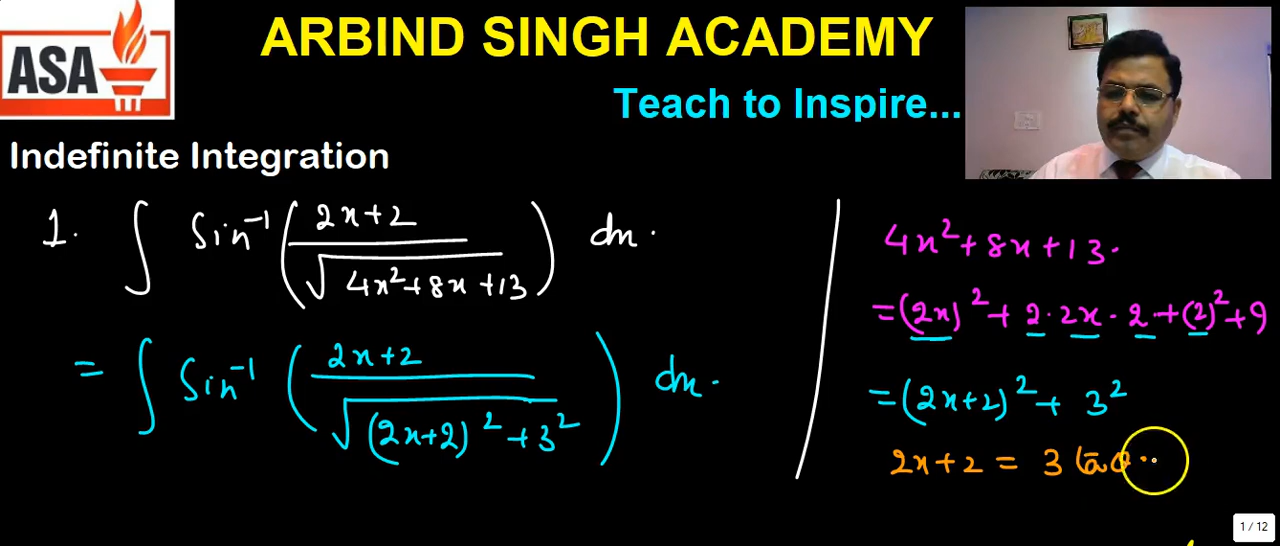 ASA
ARBIND SINGH ACADEMY
Teach to Inspire...
Indefinite Integration
1. ∫ Sin⁻¹ ( (2x+2) / √(4x²+8x+13) ) dx.
= ∫ Sin⁻¹ ( (2x+2) / √((2x+2)²+3²) ) dx.
4x²+8x+13.
=(2x)²+2·2x·2+(2)²+9
=(2x+2)²+3²
2x+2 = 3 tanθ..
1 / 12